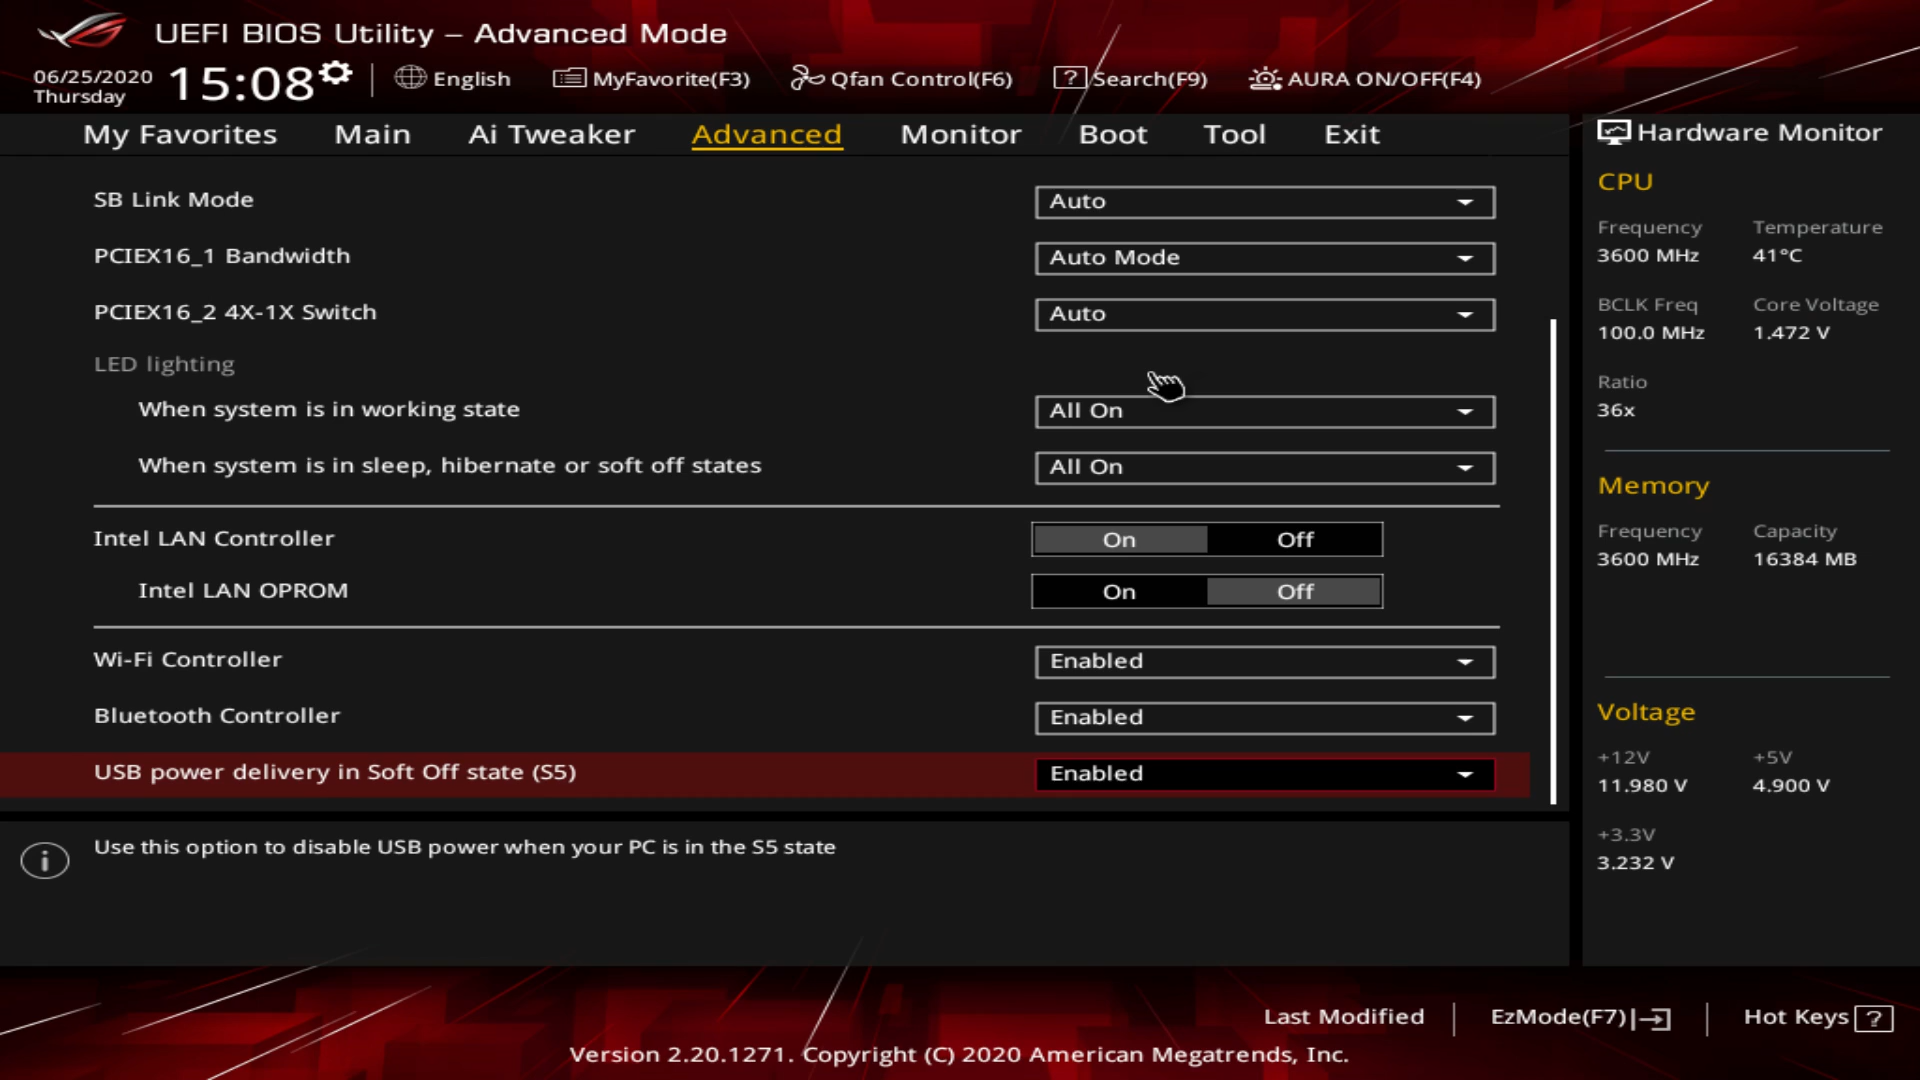 UEFI BIOS Utility – Advanced Mode
06/25/2020
Thursday
15:08
English
MyFavorite(F3)
Qfan Control(F6)
? Search(F9)
AURA ON/OFF(F4)
My Favorites Main Ai Tweaker Advanced Monitor Boot Tool Exit
SB Link Mode Auto
PCIEX16_1 Bandwidth Auto Mode
PCIEX16_2 4X-1X Switch Auto
LED lighting
When system is in working state All On
When system is in sleep, hibernate or soft off states All On
Intel LAN Controller On Off
Intel LAN OPROM On Off
Wi-Fi Controller Enabled
Bluetooth Controller Enabled
USB power delivery in Soft Off state (S5) Enabled
i Use this option to disable USB power when your PC is in the S5 state
Hardware Monitor
CPU
Frequency Temperature
3600 MHz 41°C
BCLK Freq Core Voltage
100.0 MHz 1.472 V
Ratio
36x
Memory
Frequency Capacity
3600 MHz 16384 MB
Voltage
+12V +5V
11.980 V 4.900 V
+3.3V
3.232 V
Last Modified EzMode(F7) Hot Keys ?
Version 2.20.1271. Copyright (C) 2020 American Megatrends, Inc.